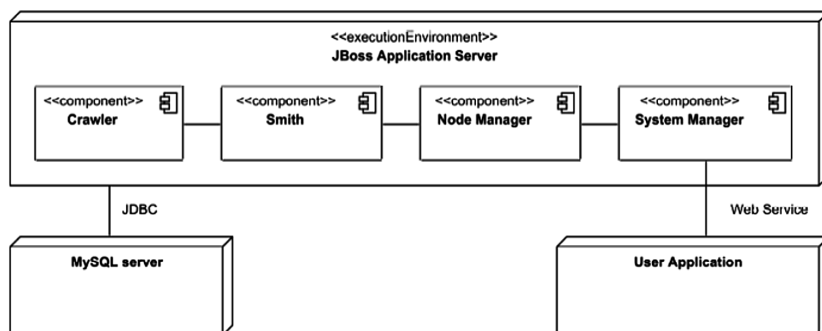 <<executionEnvironment>>
JBoss Application Server
<<component>>
Crawler
<<component>>
Smith
<<component>>
Node Manager
<<component>>
System Manager
JDBC
Web Service
MySQL server
User Application